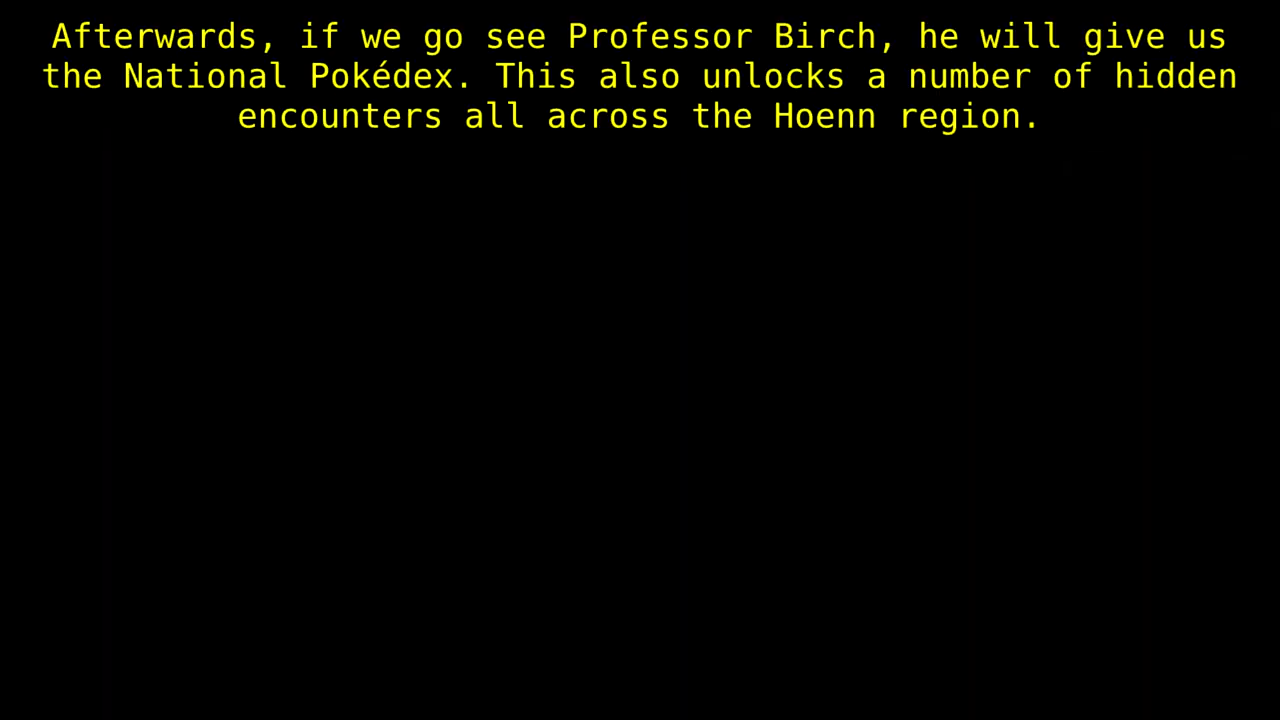 Afterwards, if we go see Professor Birch, he will give us
the National Pokédex. This also unlocks a number of hidden
encounters all across the Hoenn region.